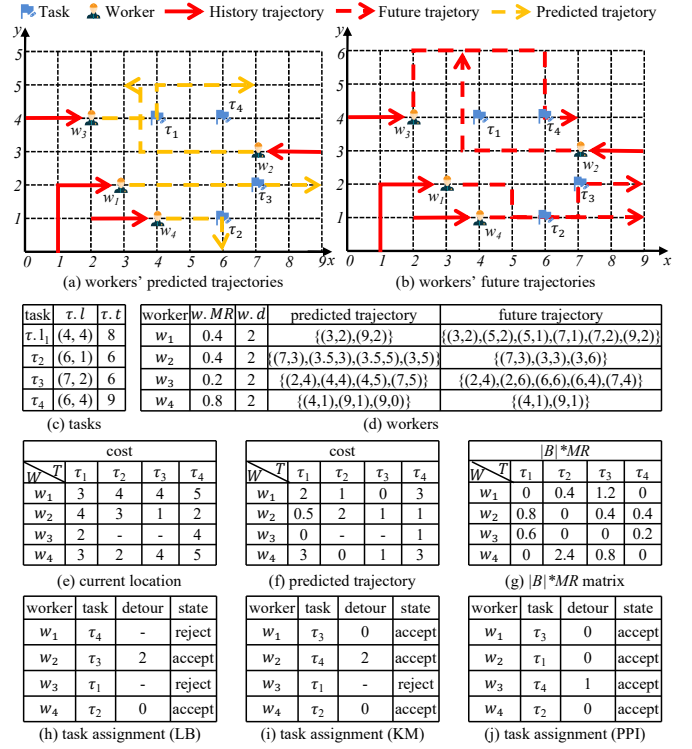 Task Worker History trajectory Future trajetory Predicted trajetory
y
5
5
4
3
2
1
0 1 2 3 4 5 6 7 8 9 x
w₃ τ₁ τ₄
w₂
w₁ τ₃
w₄ τ₂
(a) workers' predicted trajectories
y
6
5
4
3
2
1
0 1 2 3 4 5 6 7 8 9 x
w₃ τ₁ τ₄
w₂
w₁ τ₃
w₄ τ₂
(b) workers' future trajectories
task τ.l τ.t
τ.l₁ (4, 4) 8
τ₂ (6, 1) 6
τ₃ (7, 2) 6
τ₄ (6, 4) 9
(c) tasks
worker w.MR w.d predicted trajectory future trajectory
w₁ 0.4 2 {(3,2),(9,2)} {(3,2),(5,2),(5,1),(7,1),(7,2),(9,2)}
w₂ 0.4 2 {(7,3),(3.5,3),(3.5,5),(3,5)} {(7,3),(3,3),(3,6)}
w₃ 0.2 2 {(2,4),(4,4),(4,5),(7,5)} {(2,4),(2,6),(6,6),(6,4),(7,4)}
w₄ 0.8 2 {(4,1),(9,1),(9,0)} {(4,1),(9,1)}
(d) workers
cost
W T τ₁ τ₂ τ₃ τ₄
w₁ 3 4 4 5
w₂ 4 3 1 2
w₃ 2 - - 4
w₄ 3 2 4 5
(e) current location
cost
W T τ₁ τ₂ τ₃ τ₄
w₁ 2 1 0 3
w₂ 0.5 2 1 1
w₃ 0 - - 1
w₄ 3 0 1 3
(f) predicted trajectory
|B|*MR
W T τ₁ τ₂ τ₃ τ₄
w₁ 0 0.4 1.2 0
w₂ 0.8 0 0.4 0.4
w₃ 0.6 0 0 0.2
w₄ 0 2.4 0.8 0
(g) |B|*MR matrix
worker task detour state
w₁ τ₄ - reject
w₂ τ₃ 2 accept
w₃ τ₁ - reject
w₄ τ₂ 0 accept
(h) task assignment (LB)
worker task detour state
w₁ τ₃ 0 accept
w₂ τ₄ 2 accept
w₃ τ₁ - reject
w₄ τ₂ 0 accept
(i) task assignment (KM)
worker task detour state
w₁ τ₃ 0 accept
w₂ τ₁ 0 accept
w₃ τ₄ 1 accept
w₄ τ₂ 0 accept
(j) task assignment (PPI)